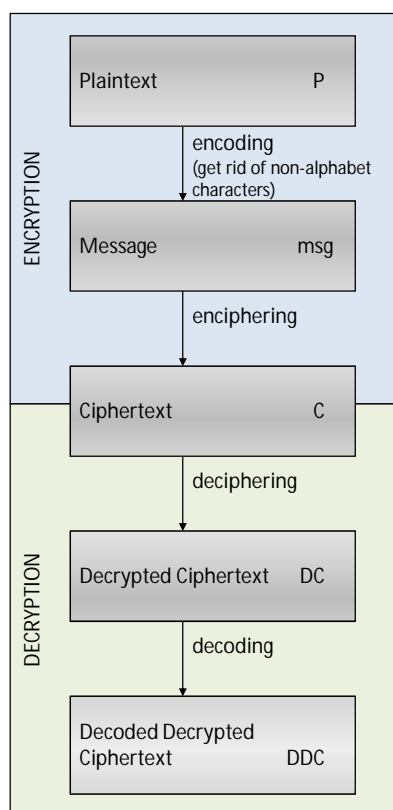 ENCRYPTION
Plaintext P
encoding
(get rid of non-alphabet
characters)
Message msg
enciphering
Ciphertext C
DECRYPTION
deciphering
Decrypted Ciphertext DC
decoding
Decoded Decrypted
Ciphertext DDC